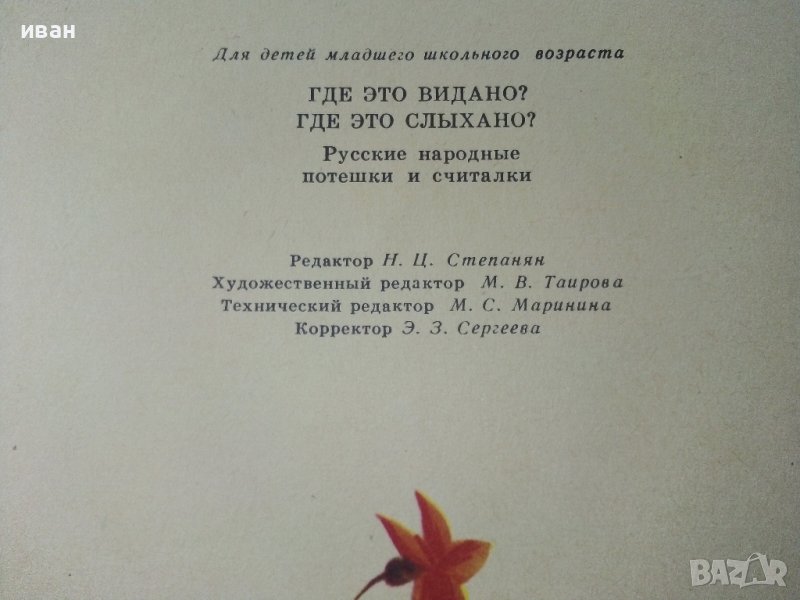 иван
Для детей младшего школьного возраста
ГДЕ ЭТО ВИДАНО?
ГДЕ ЭТО СЛЫХАНО?
Русские народные
потешки и считалки
Редактор Н. Ц. Степанян
Художественный редактор М. В. Таирова
Технический редактор М. С. Маринина
Корректор Э. З. Сергеева
BAZAR